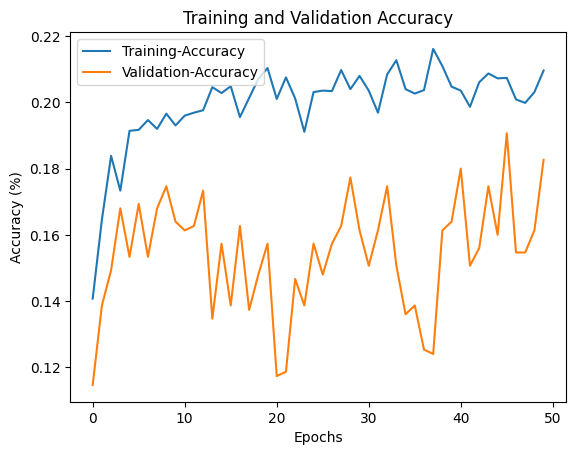 Training and Validation Accuracy
Training-Accuracy
Validation-Accuracy
Accuracy (%)
0.22
0.20
0.18
0.16
0.14
0.12
0
10
20
30
40
50
Epochs